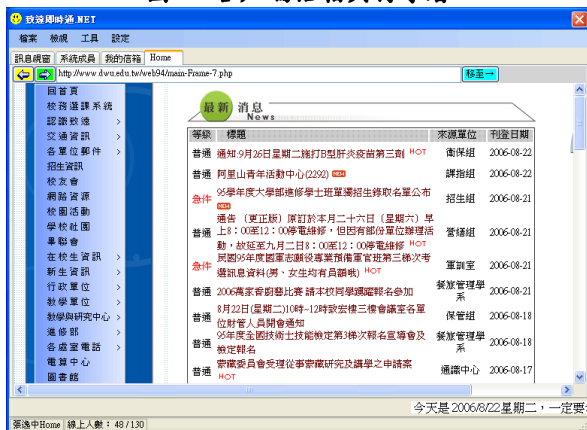 致遠即時通.NET
檔案 檢視 工具 設定
訊息視窗 系統成員 我的信箱 Home
http://www.dwu.edu.tw/web94/main-Frame-7.php 移至→
回首頁
校務選課系統
認識致遠 >
交通資訊 >
各單位郵件 >
招生資訊
校友會
網路資源
校園活動
學校社團
畢聯會
在校生資訊 >
新生資訊 >
行政單位 >
教學單位 >
教學與研究中心 >
進修部 >
各處室電話 >
電算中心
圖書館
最新消息
News
等級 標題 來源單位 刊登日期
普通 通知:9月26日星期二施打B型肝炎疫苗第三劑 HOT 衛保組 2006-08-22
普通 阿里山青年活動中心(2292) NEW 課指組 2006-08-22
急件 95學年度大學部進修學士班單獨招生錄取名單公布 NEW 招生組 2006-08-21
普通 通告〔更正版〕原訂於本月二十六日〔星期六〕早
上8：00至12：00停電維修，但因有部份單位辦理活
動，故延至九月二日8：00至12：00停電維修 HOT 營繕組 2006-08-21
急件 民國95年度國軍志願役專業預備軍官班第三梯次考
選訊息資料(男、女生均有員額哦) HOT 軍訓室 2006-08-21
普通 2006萬家香廚藝比賽 請本校同學踴躍報名參加 餐旅管理學系 2006-08-21
普通 8月22日(星期二)10時~12時致宏樓三樓會議室各單
位財管人員開會通知 保管組 2006-08-18
普通 95年度全國技術士技能檢定第3梯次報名宣導會及
檢定報名 餐旅管理學系 2006-08-18
普通 蒙藏委員會受理從事蒙藏研究及講學之申請案
HOT 通識中心 2006-08-17
今天是 2006/8/22星期二，一定要
張逸中Home 線上人數：48/130